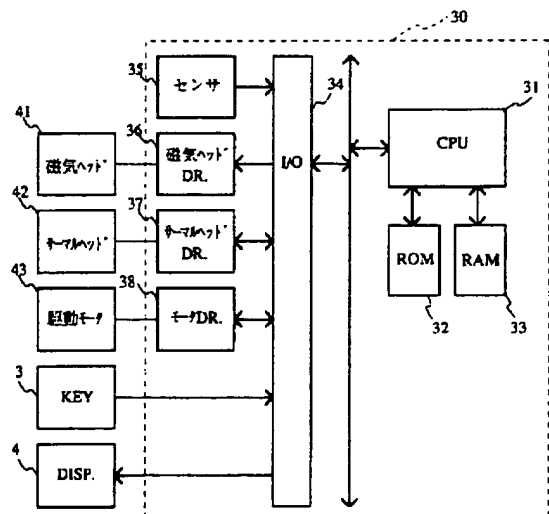 30
35
センサ
34
31
41
36
I/O
CPU
磁気ヘッド
磁気ヘッド
DR.
42
37
サーマルヘッド
サーマルヘッド
DR.
ROM
RAM
43
38
32
33
駆動モータ
モータDR.
3
KEY
4
DISP.